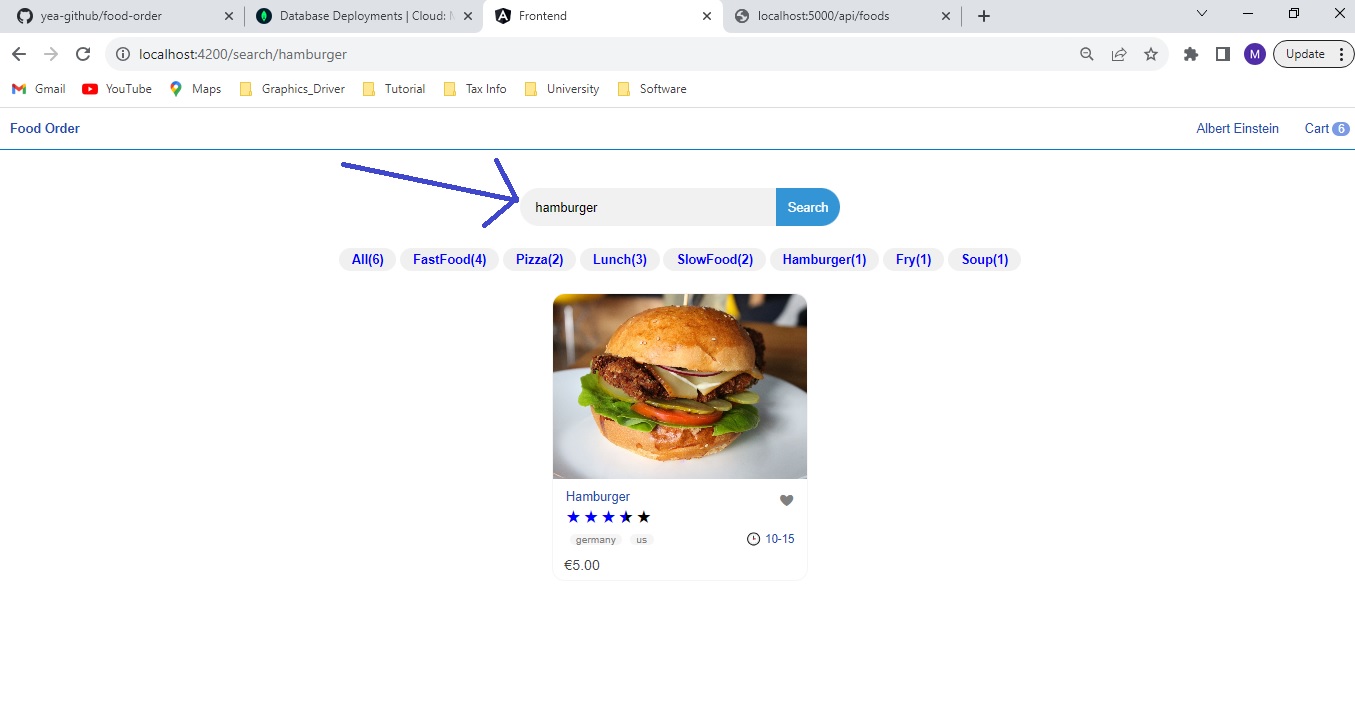 yea-github/food-order
Database Deployments | Cloud:
Frontend
localhost:5000/api/foods
localhost:4200/search/hamburger
M
Update
Gmail
YouTube
Maps
Graphics_Driver
Tutorial
Tax Info
University
Software
Food Order
Albert Einstein
Cart 6
hamburger
Search
All(6)
FastFood(4)
Pizza(2)
Lunch(3)
SlowFood(2)
Hamburger(1)
Fry(1)
Soup(1)
Hamburger
germany
us
10-15
€5.00